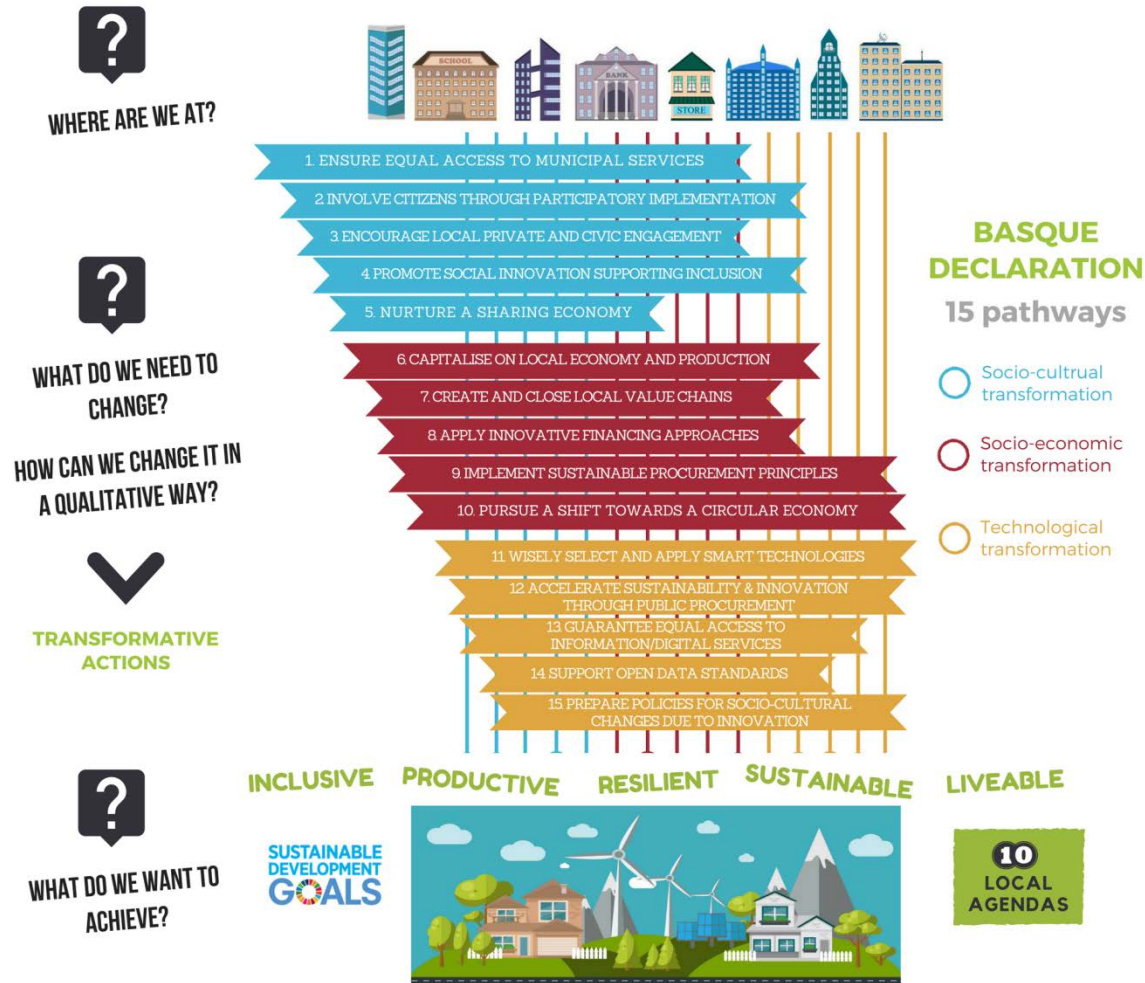 WHERE ARE WE AT?
SCHOOL
BANK
STORE
1. ENSURE EQUAL ACCESS TO MUNICIPAL SERVICES
2. INVOLVE CITIZENS THROUGH PARTICIPATORY IMPLEMENTATION
3. ENCOURAGE LOCAL PRIVATE AND CIVIC ENGAGEMENT
4. PROMOTE SOCIAL INNOVATION SUPPORTING INCLUSION
5. NURTURE A SHARING ECONOMY
WHAT DO WE NEED TO
CHANGE?
HOW CAN WE CHANGE IT IN
A QUALITATIVE WAY?
TRANSFORMATIVE
ACTIONS
6. CAPITALISE ON LOCAL ECONOMY AND PRODUCTION
7. CREATE AND CLOSE LOCAL VALUE CHAINS
8. APPLY INNOVATIVE FINANCING APPROACHES
9. IMPLEMENT SUSTAINABLE PROCUREMENT PRINCIPLES
10. PURSUE A SHIFT TOWARDS A CIRCULAR ECONOMY
11. WISELY SELECT AND APPLY SMART TECHNOLOGIES
12. ACCELERATE SUSTAINABILITY & INNOVATION
THROUGH PUBLIC PROCUREMENT
13. GUARANTEE EQUAL ACCESS TO
INFORMATION/DIGITAL SERVICES
14. SUPPORT OPEN DATA STANDARDS
15. PREPARE POLICIES FOR SOCIO-CULTURAL
CHANGES DUE TO INNOVATION
BASQUE
DECLARATION
15 pathways
Socio-cultrual
transformation
Socio-economic
transformation
Technological
transformation
INCLUSIVE PRODUCTIVE RESILIENT SUSTAINABLE LIVEABLE
WHAT DO WE WANT TO
ACHIEVE?
SUSTAINABLE
DEVELOPMENT
GOALS
10
LOCAL
AGENDAS